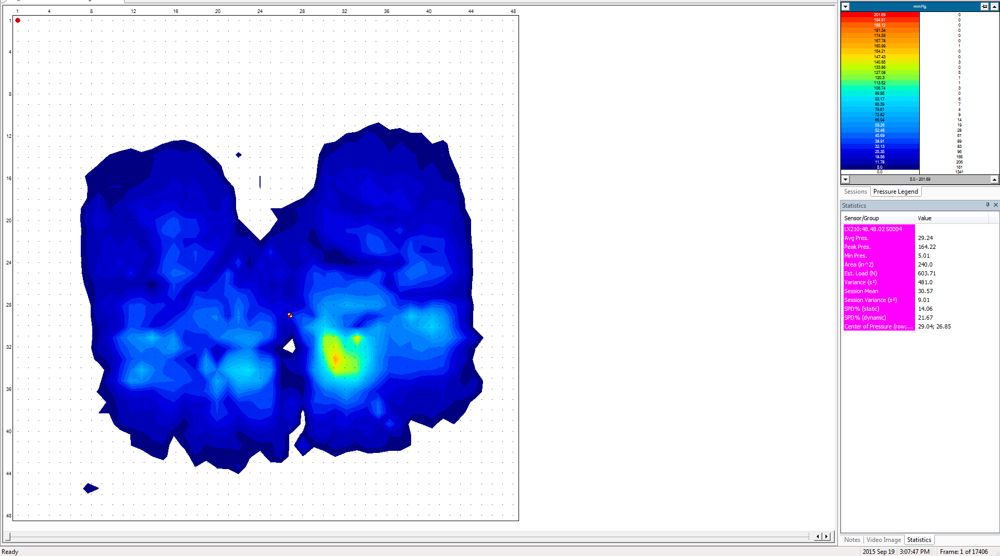 1 4 8 12 16 20 24 28 32 36 40 44 48
1
4
8
12
16
20
24
28
32
36
40
44
48
mmHg
201.69 0
194.91 0
188.12 0
181.34 0
174.56 0
167.78 0
160.99 1
154.21 0
147.43 0
140.65 3
133.86 0
127.08 5
120.3 1
113.52 1
106.74 3
99.95 0
93.17 6
86.39 7
79.61 4
72.82 9
66.04 14
59.26 19
52.48 28
45.69 61
38.91 89
32.13 83
25.35 96
18.56 166
11.78 206
5.0 161
0.0 1341
5.0 - 201.69
Sessions Pressure Legend
Statistics
Sensor/Group Value
LX210:48.48.02 S0004
Avg Pres. 29.24
Peak Pres. 164.22
Min Pres. 5.01
Area (in^2) 240.0
Est. Load (N) 603.71
Variance (s²) 481.0
Session Mean 30.57
Session Variance (s²) 9.01
SPD% (static) 14.06
SPD% (dynamic) 21.67
Center of Pressure (row;... 29.04; 26.85
Notes Video Image Statistics
Ready 2015 Sep 19 3:07:47 PM Frame: 1 of 17406